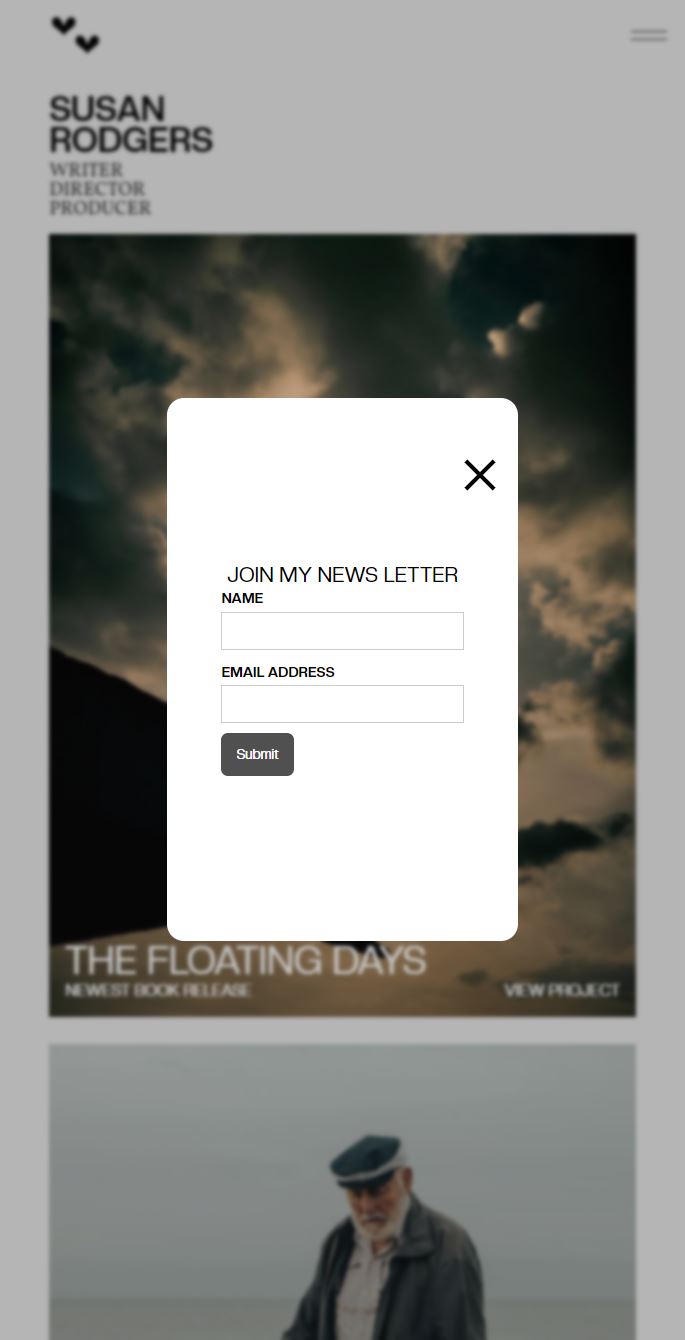 SUSAN
RODGERS
WRITER
DIRECTOR
PRODUCER
JOIN MY NEWS LETTER
NAME
EMAIL ADDRESS
Submit
THE FLOATING DAYS
NEWEST BOOK RELEASE
VIEW PROJECT